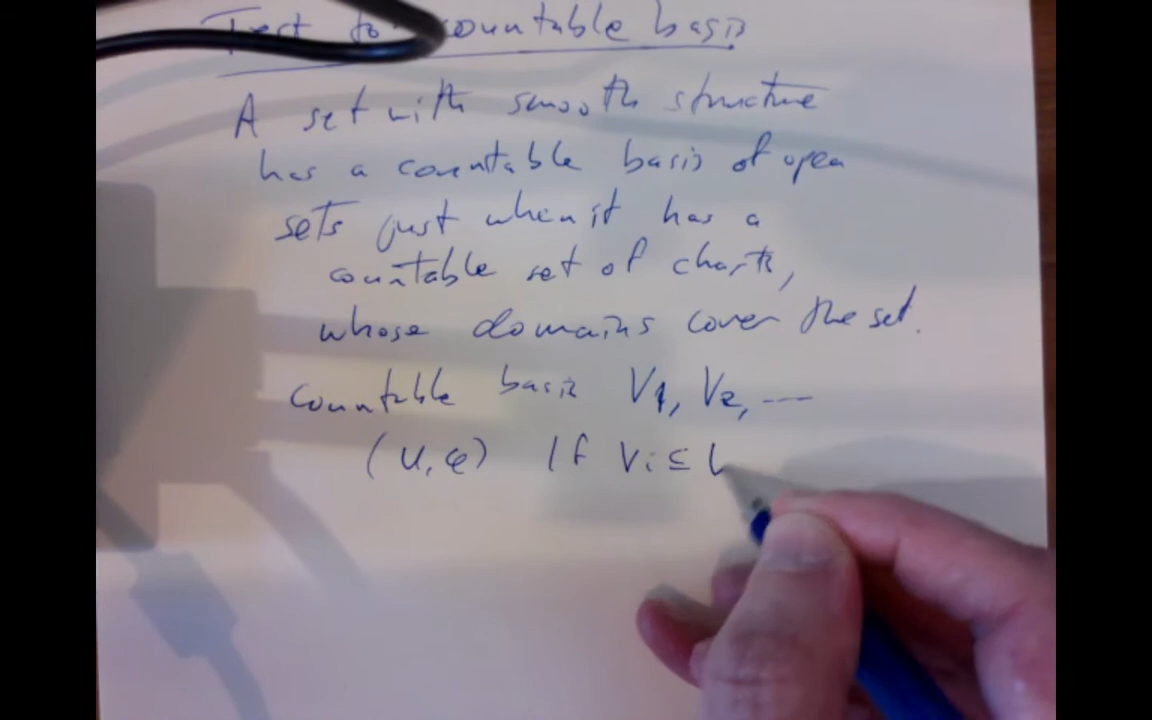 Test for countable basis
A set with smooth structure
has a countable basis of open
sets just when it has a
countable set of charts,
whose domains cover the set.
Countable basis V1, V2, ...
(U, φ) If Vi ⊆